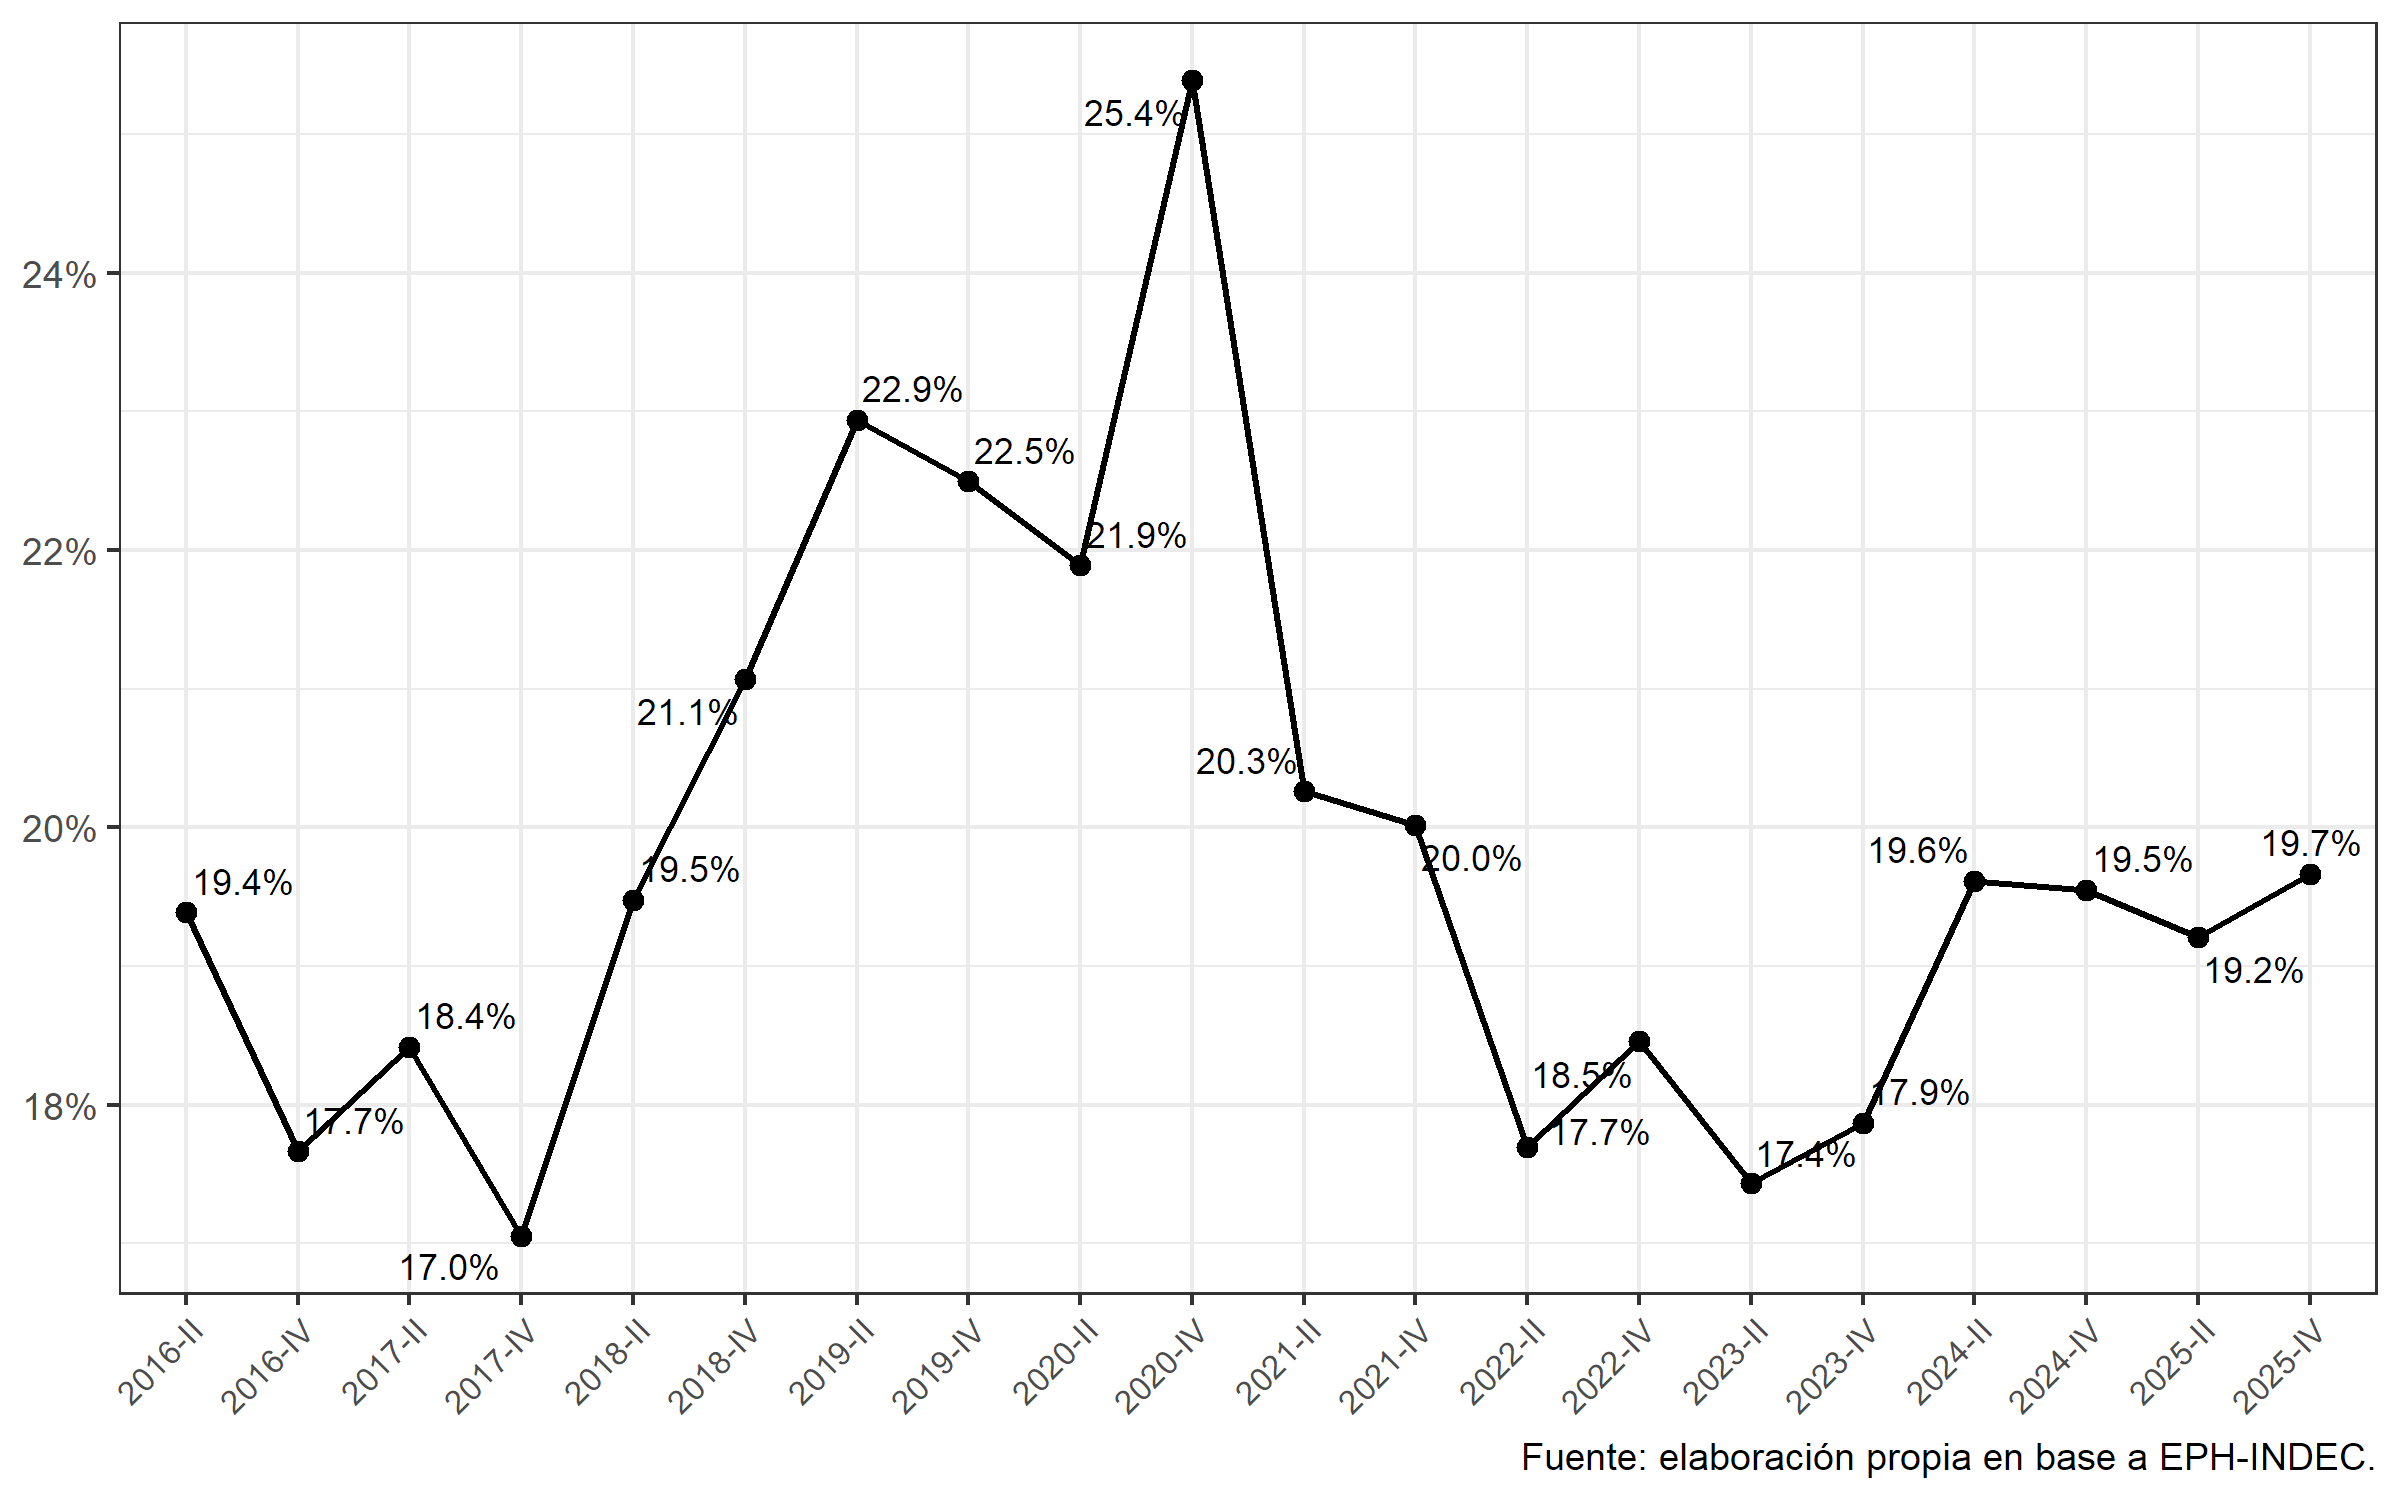 25.4%
24%
22.9%
22.5%
22%
21.9%
21.1%
20.3%
20%
20.0%
19.7%
19.6%
19.5%
19.5%
19.4%
19.2%
18.4%
18.5%
18%
17.9%
17.7%
17.7%
17.4%
17.0%
2016-II
2016-IV
2017-II
2017-IV
2018-II
2018-IV
2019-II
2019-IV
2020-II
2020-IV
2021-II
2021-IV
2022-II
2022-IV
2023-II
2023-IV
2024-II
2024-IV
2025-II
2025-IV
Fuente: elaboración propia en base a EPH-INDEC.